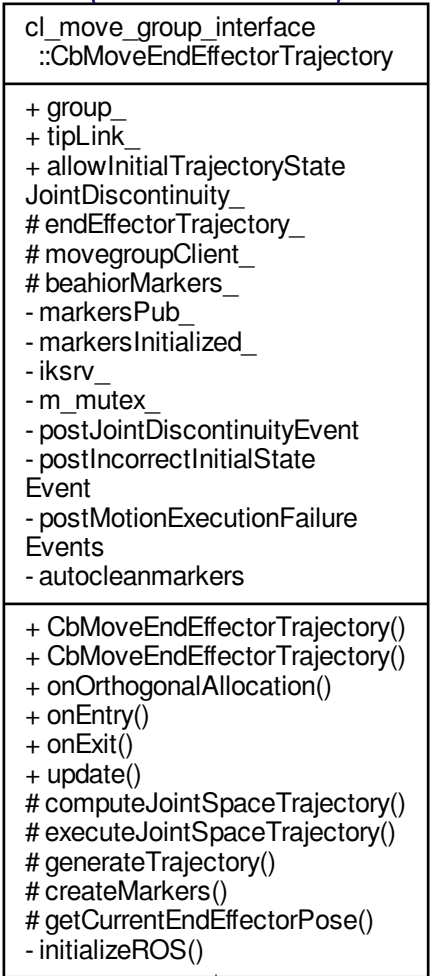 cl_move_group_interface
::CbMoveEndEffectorTrajectory
+ group_
+ tipLink_
+ allowInitialTrajectoryState
JointDiscontinuity_
# endEffectorTrajectory_
# movegroupClient_
# beahiorMarkers_
- markersPub_
- markersInitialized_
- iksrv_
- m_mutex_
- postJointDiscontinuityEvent
- postIncorrectInitialState
Event
- postMotionExecutionFailure
Events
- autocleanmarkers
+ CbMoveEndEffectorTrajectory()
+ CbMoveEndEffectorTrajectory()
+ onOrthogonalAllocation()
+ onEntry()
+ onExit()
+ update()
# computeJointSpaceTrajectory()
# executeJointSpaceTrajectory()
# generateTrajectory()
# createMarkers()
# getCurrentEndEffectorPose()
- initializeROS()